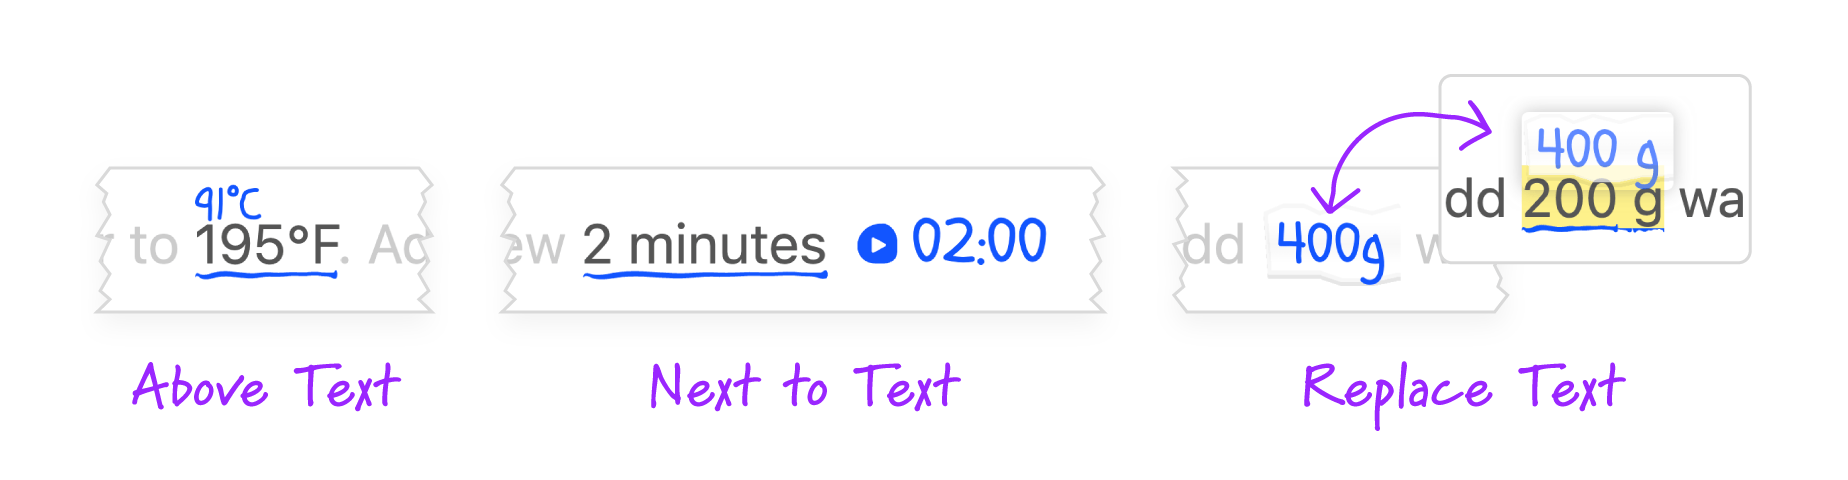 91°C
to 195°F. Ad
ew 2 minutes 02:00
dd 400g w
400 g
dd 200 g wa
Above Text
Next to Text
Replace Text